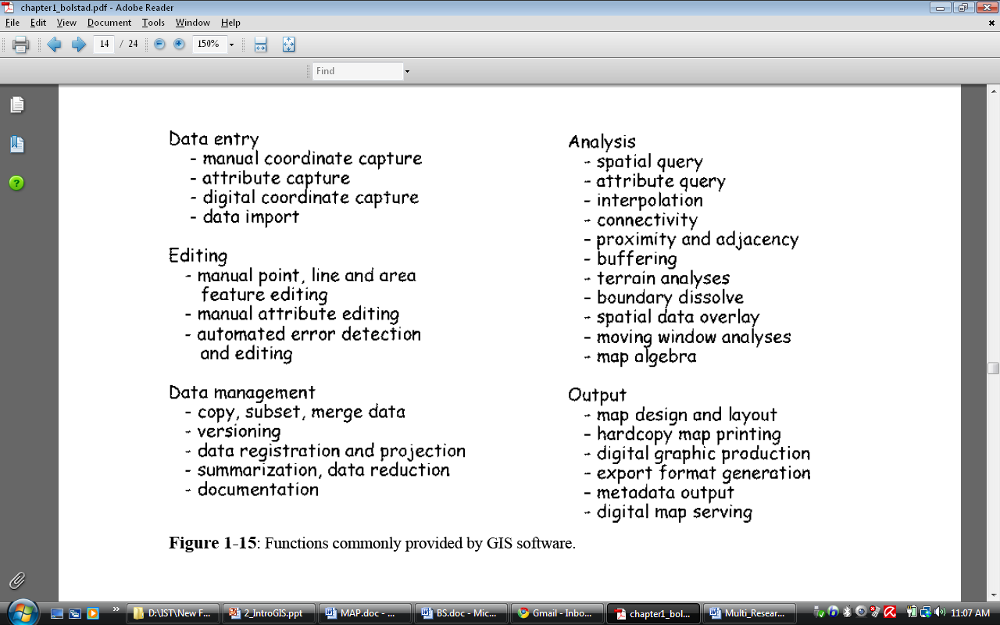 chapter1_bolstad.pdf - Adobe Reader
File Edit View Document Tools Window Help
14 / 24 150%
Find
Data entry
- manual coordinate capture
- attribute capture
- digital coordinate capture
- data import
Editing
- manual point, line and area
feature editing
- manual attribute editing
- automated error detection
and editing
Data management
- copy, subset, merge data
- versioning
- data registration and projection
- summarization, data reduction
- documentation
Analysis
- spatial query
- attribute query
- interpolation
- connectivity
- proximity and adjacency
- buffering
- terrain analyses
- boundary dissolve
- spatial data overlay
- moving window analyses
- map algebra
Output
- map design and layout
- hardcopy map printing
- digital graphic production
- export format generation
- metadata output
- digital map serving
Figure 1-15: Functions commonly provided by GIS software.
D:\IST\New F... 2_IntroGIS.ppt MAP.doc - ... BS.doc - Mic... Gmail - Inbo... chapter1_bol... Multi_Resear... 11:07 AM